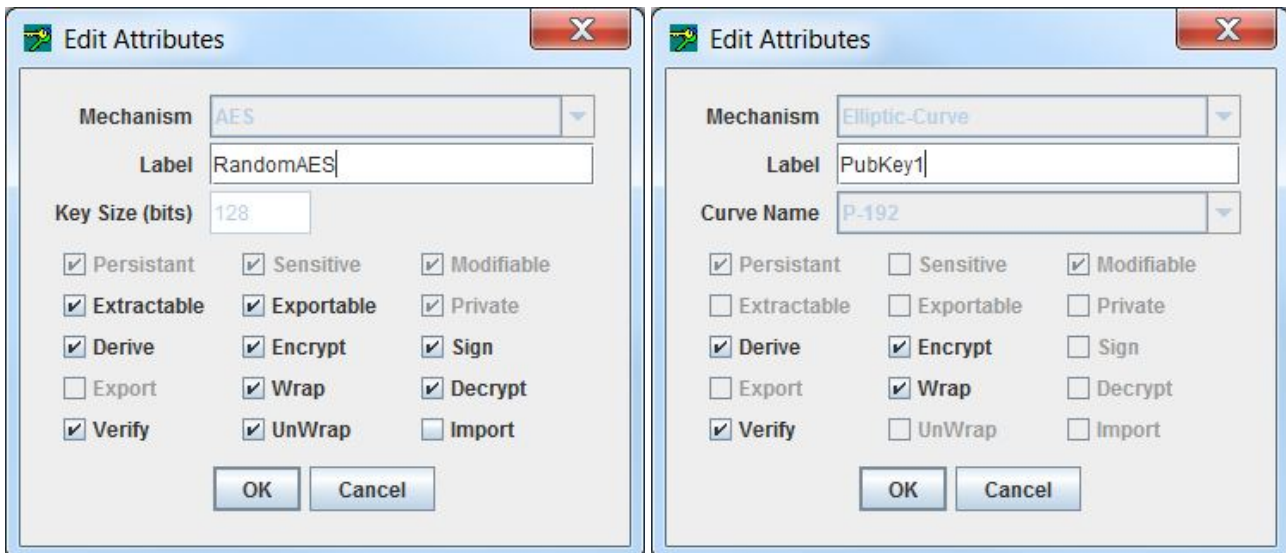 Edit Attributes
Mechanism AES
Label RandomAES
Key Size (bits) 128
Persistant Sensitive Modifiable
Extractable Exportable Private
Derive Encrypt Sign
Export Wrap Decrypt
Verify UnWrap Import
OK Cancel
Edit Attributes
Mechanism Elliptic-Curve
Label PubKey1
Curve Name P-192
Persistant Sensitive Modifiable
Extractable Exportable Private
Derive Encrypt Sign
Export Wrap Decrypt
Verify UnWrap Import
OK Cancel